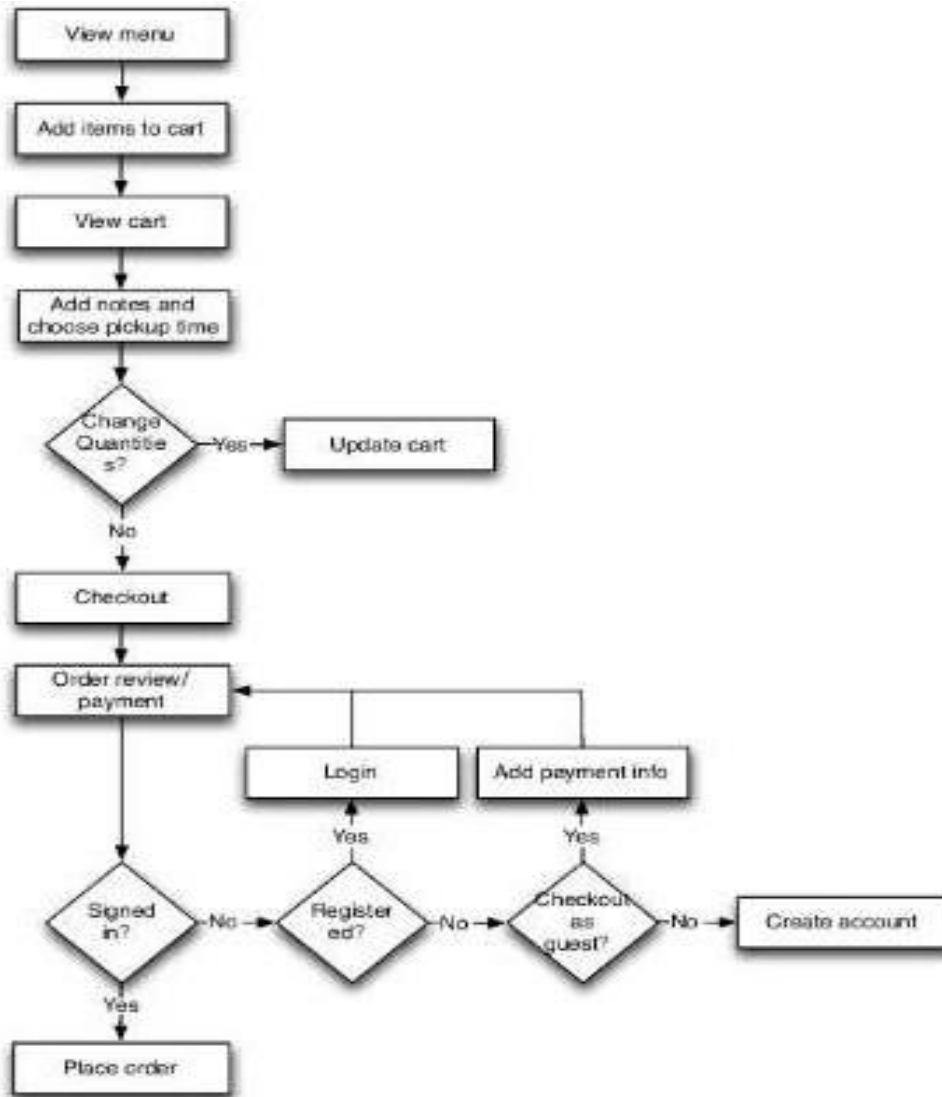 View menu
Add items to cart
View cart
Add notes and
choose pickup time
Change
Quantitie
s?
Yes
Update cart
No
Checkout
Order review/
payment
Login
Add payment info
Yes
Yes
Signed
in?
No
Register
ed?
No
Checkout
as
guest?
No
Create account
Yes
Place order